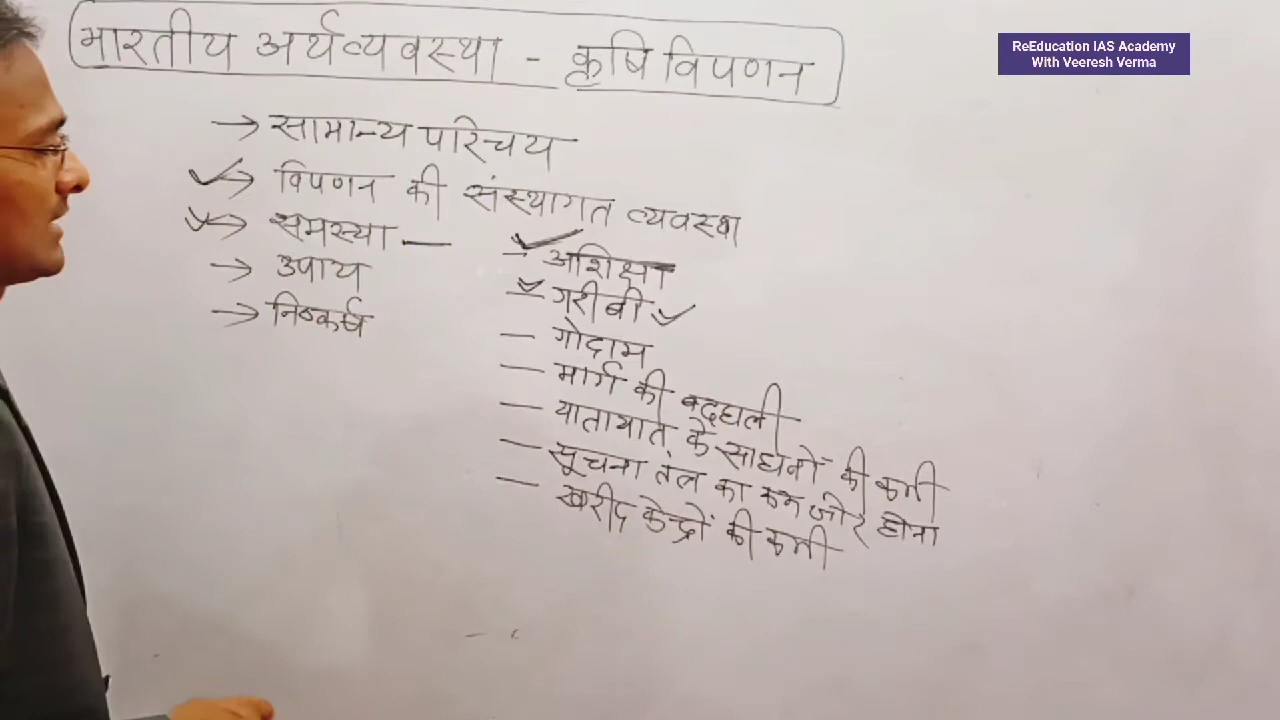 भारतीय अर्थव्यवस्था - कृषि विपणन
ReEducation IAS Academy
With Veeresh Verma
→ सामान्य परिचय
→ विपणन की संस्थागत व्यवस्था
→ समस्या —
→ उपाय
→ निष्कर्ष
- अशिक्षा
- गरीबी
- गोदाम
- मार्ग की बदहाली
- यातायात के साधनों की कमी
- सूचना तंत्र का कमजोर होना
- खरीद केन्द्रों की कमी